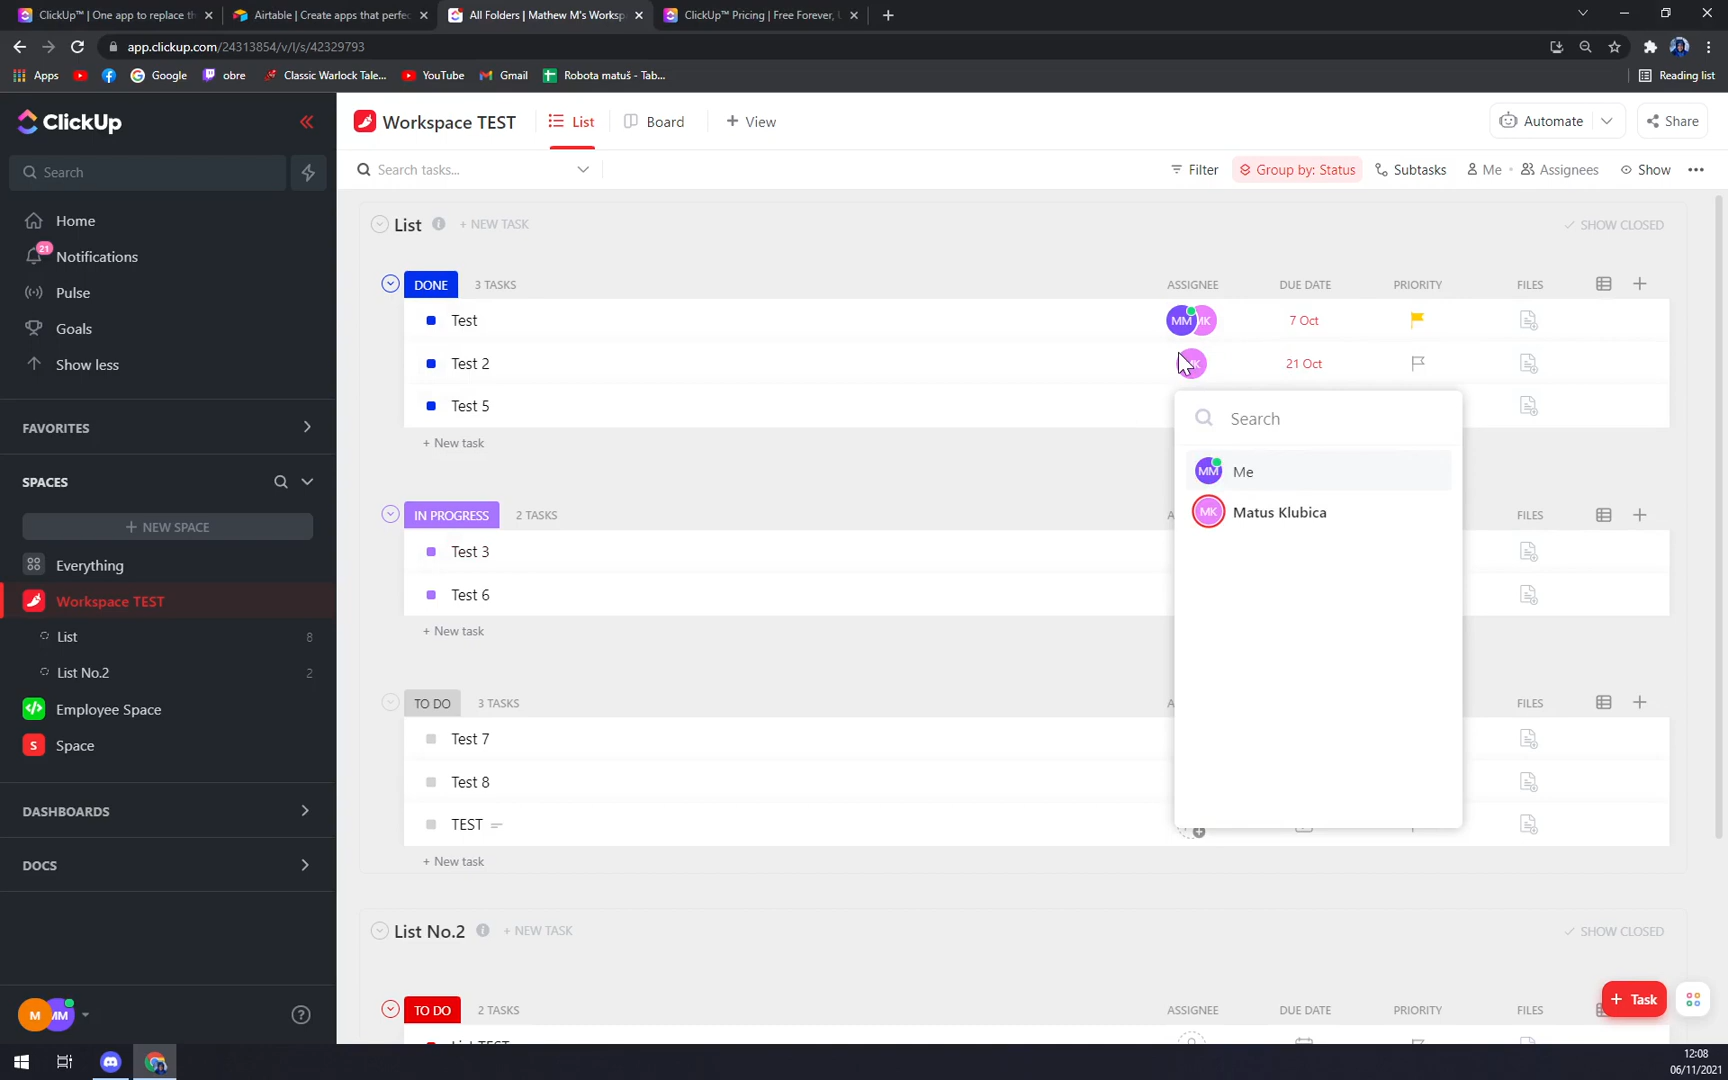 ClickUp™ | One app to replace th
Airtable | Create apps that perfec
All Folders | Mathew M's Worksp
ClickUp™ Pricing | Free Forever, U
app.clickup.com/24313854/v/l/s/42329793
Apps
Google
obre
Classic Warlock Tale...
YouTube
Gmail
Robota matuš - Tab...
Reading list
ClickUp
Workspace TEST
List
Board
+ View
Automate
Share
Search
Search tasks...
Filter
Group by: Status
Subtasks
Me
Assignees
Show
Home
21
Notifications
Pulse
Goals
Show less
FAVORITES
SPACES
+ NEW SPACE
Everything
Workspace TEST
List 8
List No.2 2
Employee Space
S Space
DASHBOARDS
DOCS
M MM
List + NEW TASK
SHOW CLOSED
DONE 3 TASKS ASSIGNEE DUE DATE PRIORITY FILES
Test MM MK 7 Oct
Test 2 21 Oct
Test 5
+ New task
Search
MM Me
MK Matus Klubica
IN PROGRESS 2 TASKS FILES
Test 3
Test 6
+ New task
TO DO 3 TASKS FILES
Test 7
Test 8
TEST
+ New task
List No.2 + NEW TASK
SHOW CLOSED
TO DO 2 TASKS ASSIGNEE DUE DATE PRIORITY FILES
+ Task
12:08
06/11/2021